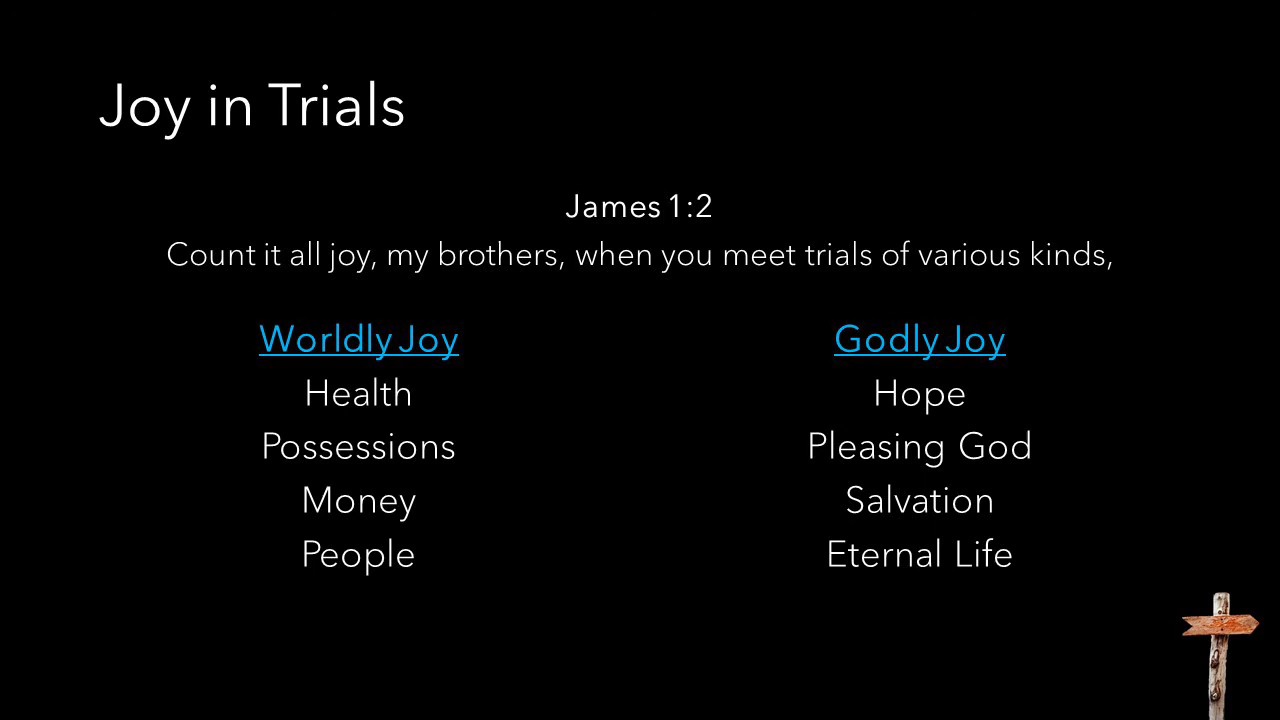 Joy in Trials
James 1:2
Count it all joy, my brothers, when you meet trials of various kinds,
Worldly Joy
Health
Possessions
Money
People
Godly Joy
Hope
Pleasing God
Salvation
Eternal Life